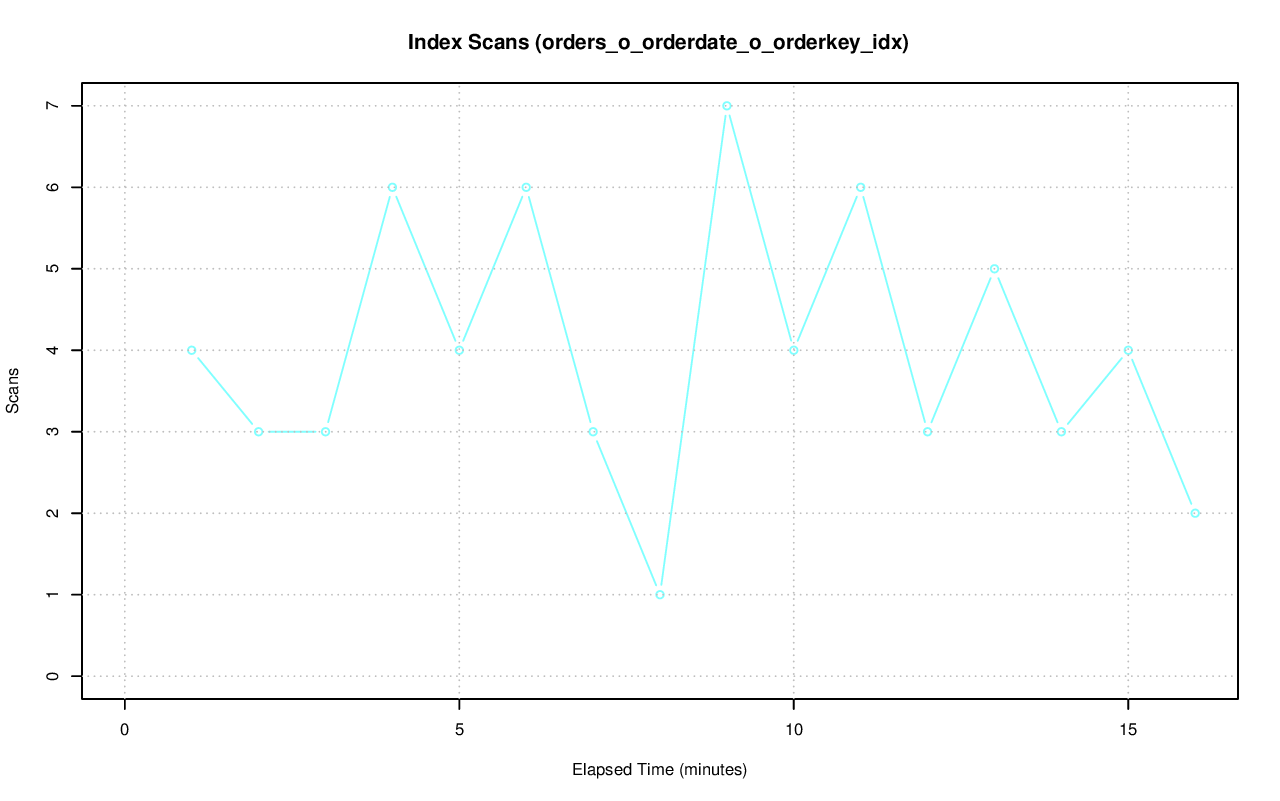 Index Scans (orders_o_orderdate_o_orderkey_idx)
7
6
5
4
3
2
1
0
Scans
0 5 10 15
Elapsed Time (minutes)